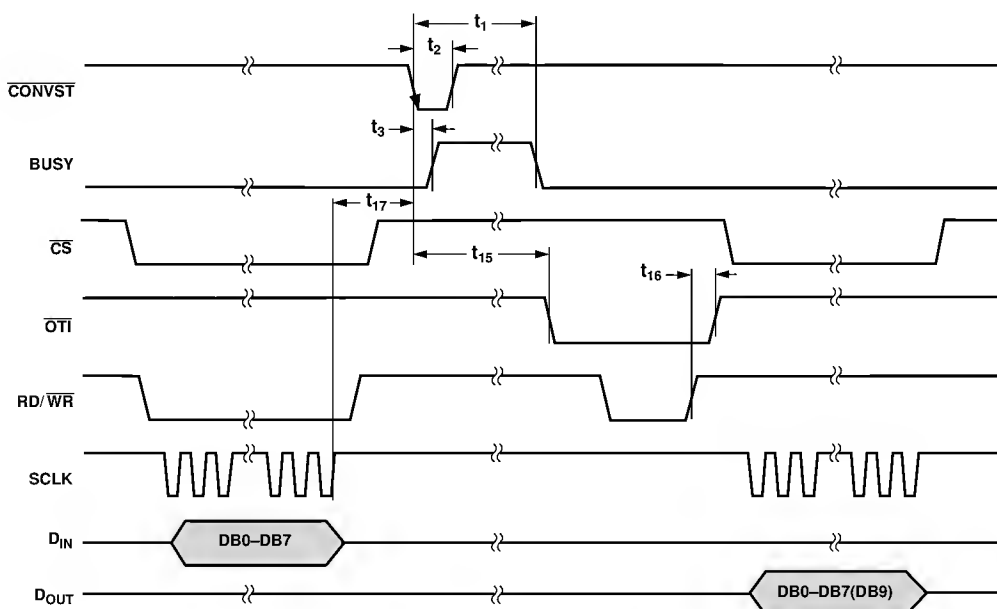 t1
t2
CONVST
t3
BUSY
t17
CS
t15
t16
OTI
RD/WR
SCLK
DIN
DB0–DB7
DOUT
DB0–DB7(DB9)